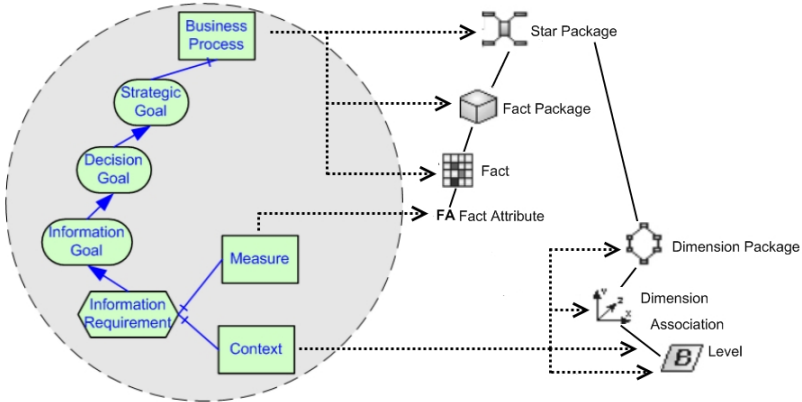 Business
Process
Star Package
Strategic
Goal
Fact Package
Decision
Goal
Fact
FA Fact Attribute
Information
Goal
Measure
Dimension Package
Information
Requirement
Y
Z
X
Dimension
Association
Context
B
Level